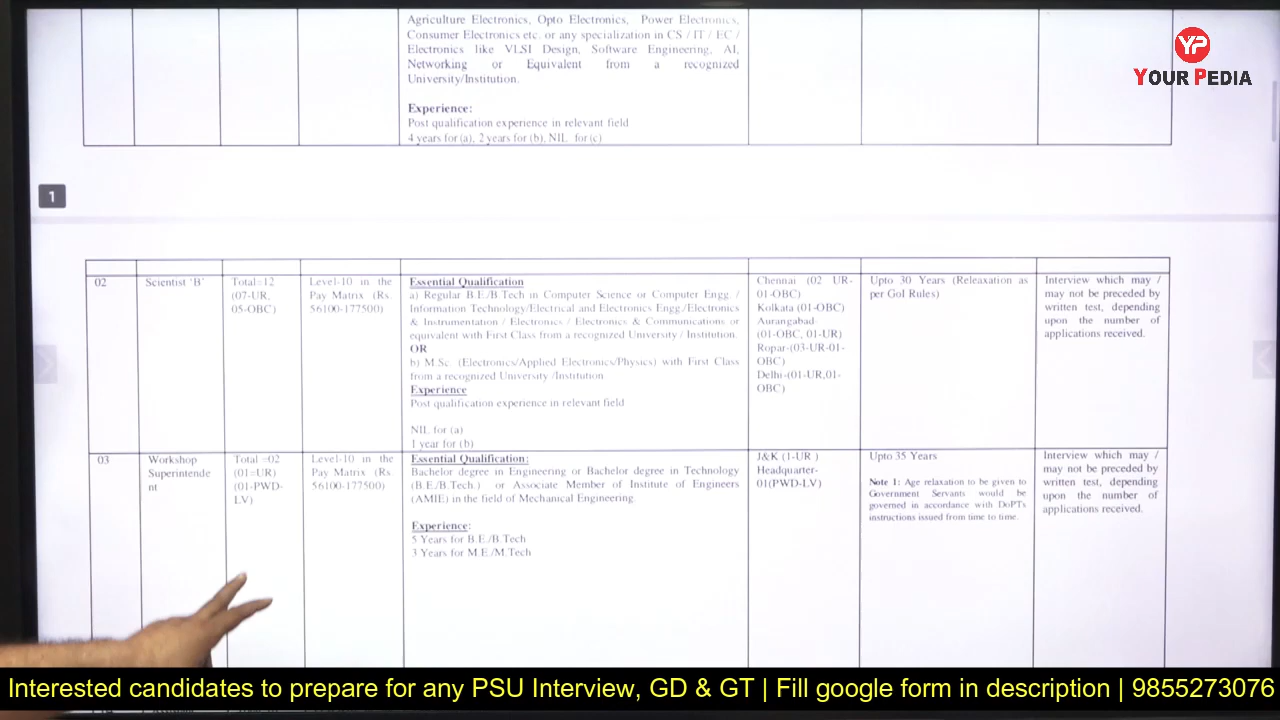 Agriculture Electronics, Opto Electronics, Power Electronics,
Consumer Electronics etc. or any specialization in CS / IT / EC /
Electronics like VLSI Design, Software Engineering, AI,
Networking or Equivalent from a recognized
University/Institution.
Experience:
Post qualification experience in relevant field
4 years for (a), 2 years for (b), NIL for (c)
YP
YOUR PEDIA
1
02
Scientist 'B'
Total=12
(07-UR,
05-OBC)
Level-10 in the
Pay Matrix (Rs.
56100-177500)
Essential Qualification
a) Regular B.E/B.Tech in Computer Science or Computer Engg. /
Information Technology/Electrical and Electronics Engg/Electronics
& Instrumentation / Electronics / Electronics & Communications or
equivalent with First Class from a recognized University / Institution.
OR
b) M.Sc. (Electronics/Applied Electronics/Physics) with First Class
from a recognized University /Institution
Experience
Post qualification experience in relevant field
NIL for (a)
1 year for (b)
Chennai (02 UR-
01-OBC)
Kolkata (01-OBC)
Aurangabad
(01-OBC, 01-UR)
Ropar-(03-UR-01-
OBC)
Delhi-(01-UR,01-
OBC)
Upto 30 Years (Releaxation as
per GoI Rules)
Interview which may /
may not be preceded by
written test, depending
upon the number of
applications received.
03
Workshop
Superintende
nt
Total =02
(01=UR)
(01-PWD-
LV)
Level-10 in the
Pay Matrix (Rs.
56100-177500)
Essential Qualification:
Bachelor degree in Engineering or Bachelor degree in Technology
(B.E/B.Tech.) or Associate Member of Institute of Engineers
(AMIE) in the field of Mechanical Engineering.
Experience:
5 Years for B.E./B.Tech
3 Years for M.E./M.Tech
J&K (1-UR )
Headquarter-
01(PWD-LV)
Upto 35 Years
Note 1: Age relaxation to be given to
Government Servants would be
governed in accordance with DoPTs
instructions issued from time to time.
Interview which may /
may not be preceded by
written test, depending
upon the number of
applications received.
Interested candidates to prepare for any PSU Interview, GD & GT | Fill google form in description | 9855273076